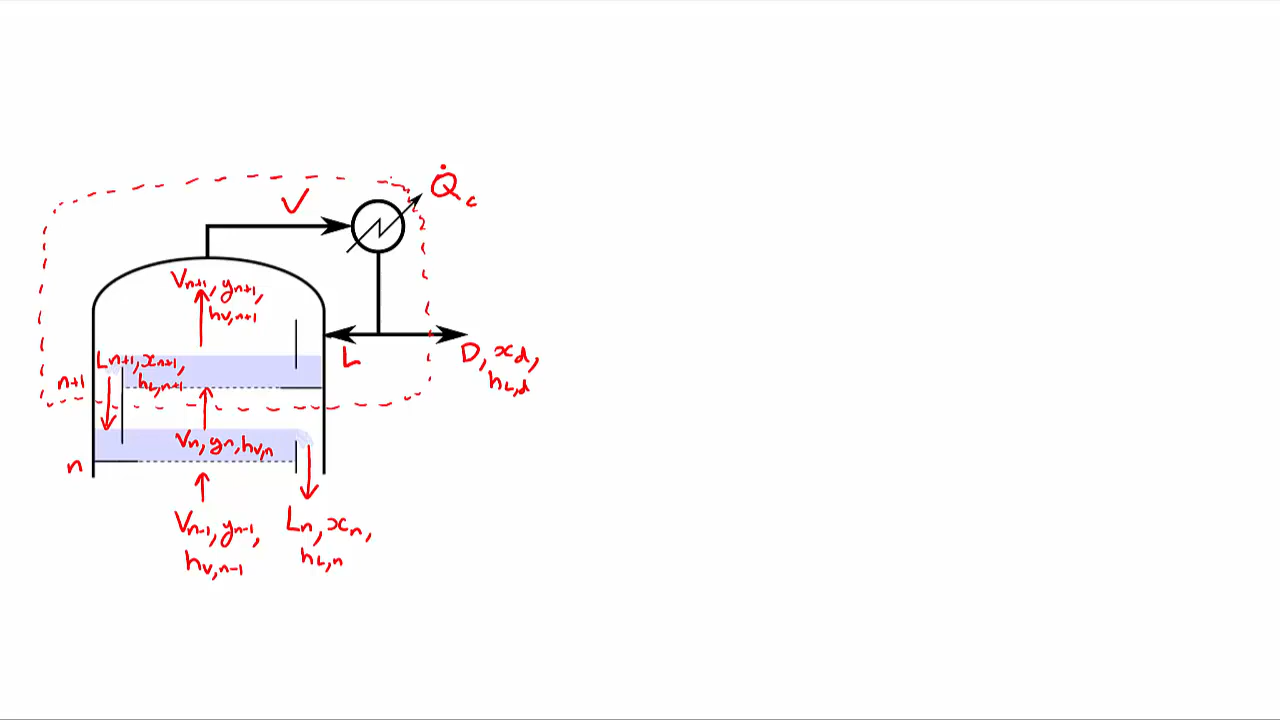 Q̇c
V
Vn+1, yn+1,
hv,n+1
Ln+1, xn+1,
hL,n+1
n+1
L
D, xd,
hL,d
Vn, yn, hv,n
n
Vn-1, yn-1,
hv,n-1
Ln, xn,
hL,n